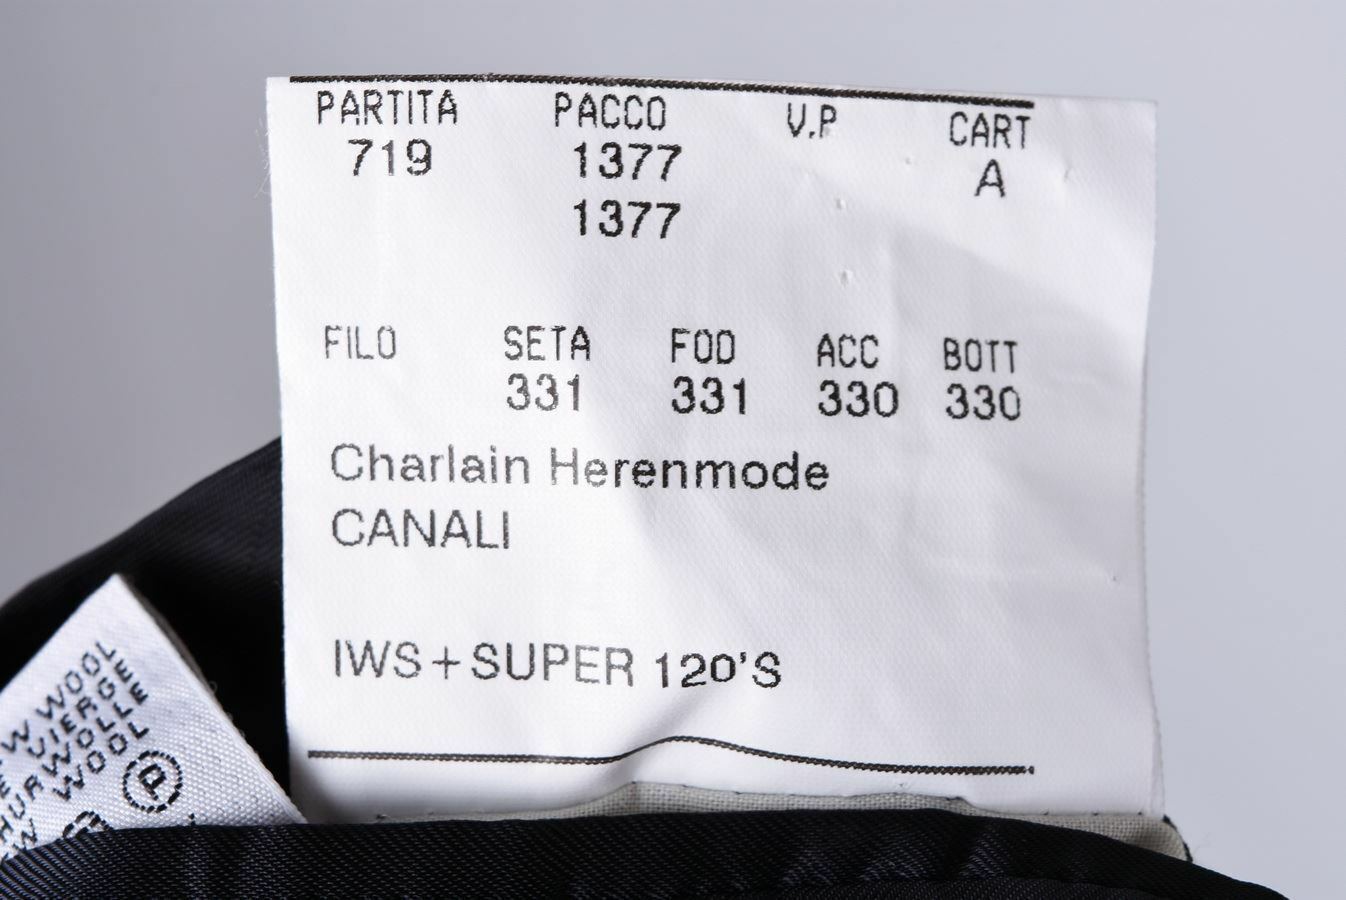 PARTITA PACCO V.P CART
719 1377 A
1377
FILO SETA FOD ACC BOTT
331 331 330 330
Charlain Herenmode
CANALI
IWS+SUPER 120'S
W WOOL
VIERGE
HURWOLLE
W WOOL
P